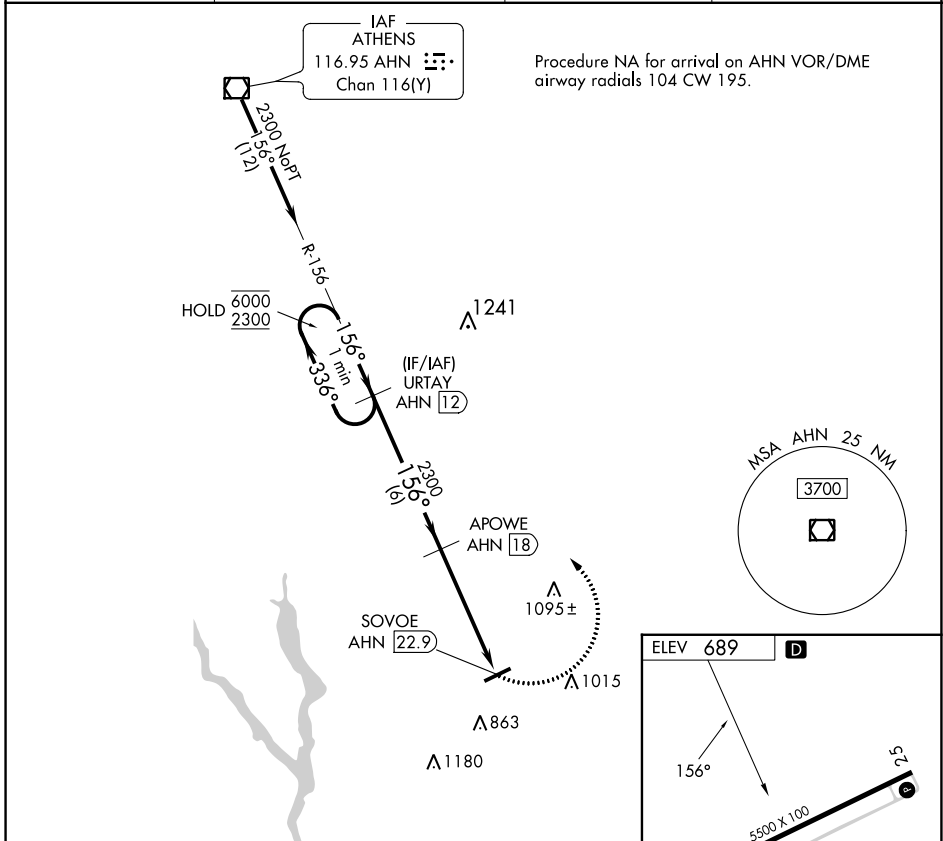 IAF
ATHENS
116.95 AHN
Chan 116(Y)
Procedure NA for arrival on AHN VOR/DME
airway radials 104 CW 195.
2300 NoPT
156°
(12)
R-156
HOLD 6000
2300
156°
1 min
336°
1241
(IF/IAF)
URTAY
AHN 12
2300
156°
(6)
APOWE
AHN 18
MSA AHN 25 NM
3700
1095±
SOVOE
AHN 22.9
1015
863
1180
ELEV 689
D
156°
25
P
5500 X 100